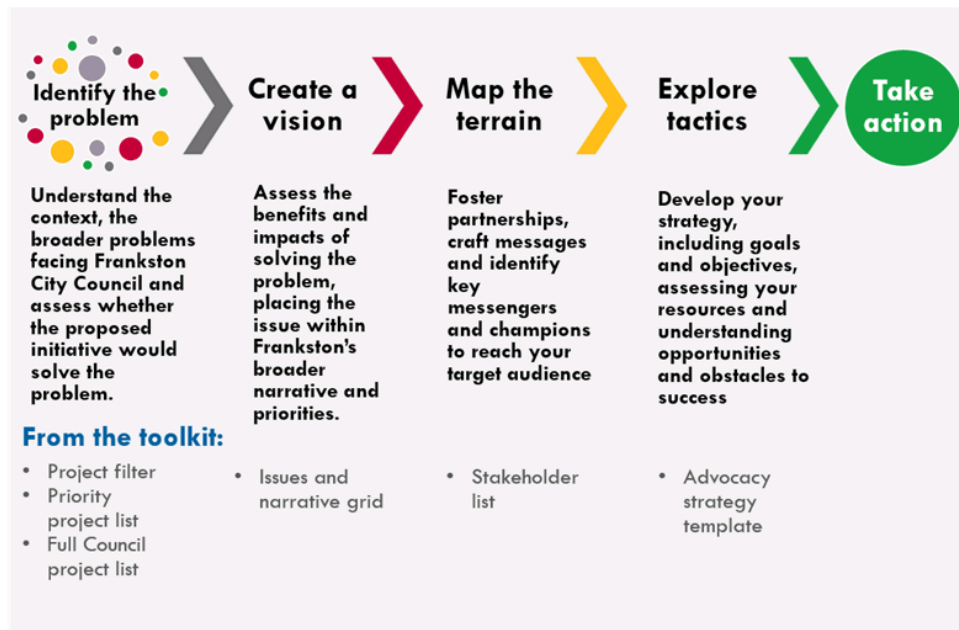 Identify the
problem
Create a
vision
Map the
terrain
Explore
tactics
Take
action
Understand the
context, the
broader problems
facing Frankston
City Council and
assess whether
the proposed
initiative would
solve the
problem.
Assess the
benefits and
impacts of
solving the
problem,
placing the
issue within
Frankston's
broader
narrative and
priorities.
Foster
partnerships,
craft messages
and identify
key
messengers
and champions
to reach your
target audience
Develop your
strategy,
including goals
and objectives,
assessing your
resources and
understanding
opportunities
and obstacles to
success
From the toolkit:
• Project filter
• Priority
project list
• Full Council
project list
• Issues and
narrative grid
• Stakeholder
list
• Advocacy
strategy
template